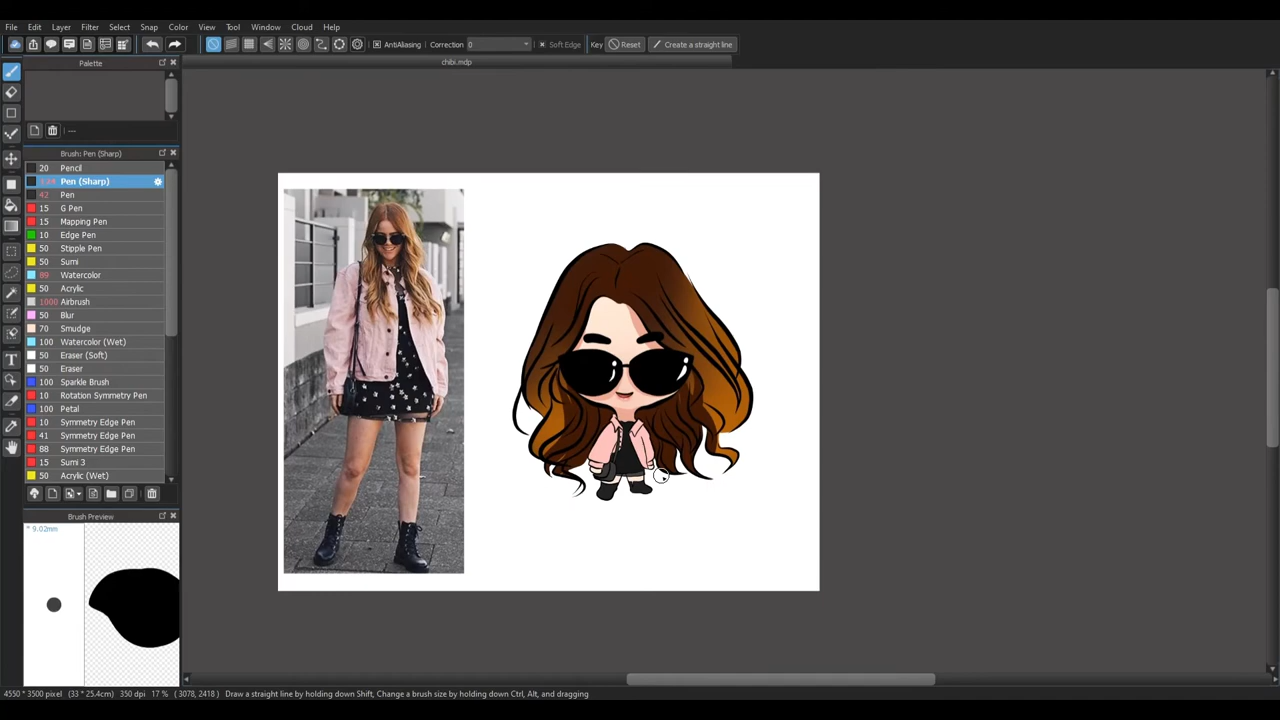 File Edit Layer Filter Select Snap Color View Tool Window Cloud Help
AntiAliasing Correction 0 Soft Edge Key Reset Create a straight line
Palette
chibi.mdp
---
Brush: Pen (Sharp)
20 Pencil
Pen (Sharp)
42 Pen
15 G Pen
15 Mapping Pen
10 Edge Pen
50 Stipple Pen
50 Sumi
89 Watercolor
50 Acrylic
1000 Airbrush
50 Blur
70 Smudge
100 Watercolor (Wet)
50 Eraser (Soft)
50 Eraser
100 Sparkle Brush
10 Rotation Symmetry Pen
100 Petal
10 Symmetry Edge Pen
41 Symmetry Edge Pen
88 Symmetry Edge Pen
15 Sumi 3
50 Acrylic (Wet)
Brush Preview
* 9.02mm
4550 * 3500 pixel (33 * 25.4cm) 350 dpi 17 % ( 3078, 2418 ) Draw a straight line by holding down Shift, Change a brush size by holding down Ctrl, Alt, and dragging